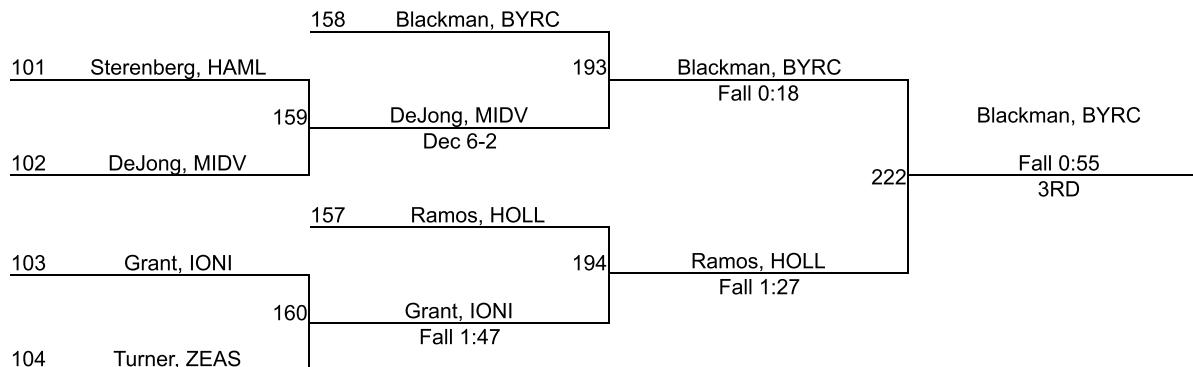 158 Blackman, BYRC
101 Sterenberg, HAML
193 Blackman, BYRC
Fall 0:18
159 DeJong, MIDV
Dec 6-2
Blackman, BYRC
102 DeJong, MIDV
Fall 0:55
222
3RD
157 Ramos, HOLL
103 Grant, IONI
194 Ramos, HOLL
Fall 1:27
160 Grant, IONI
Fall 1:47
104 Turner, ZEAS